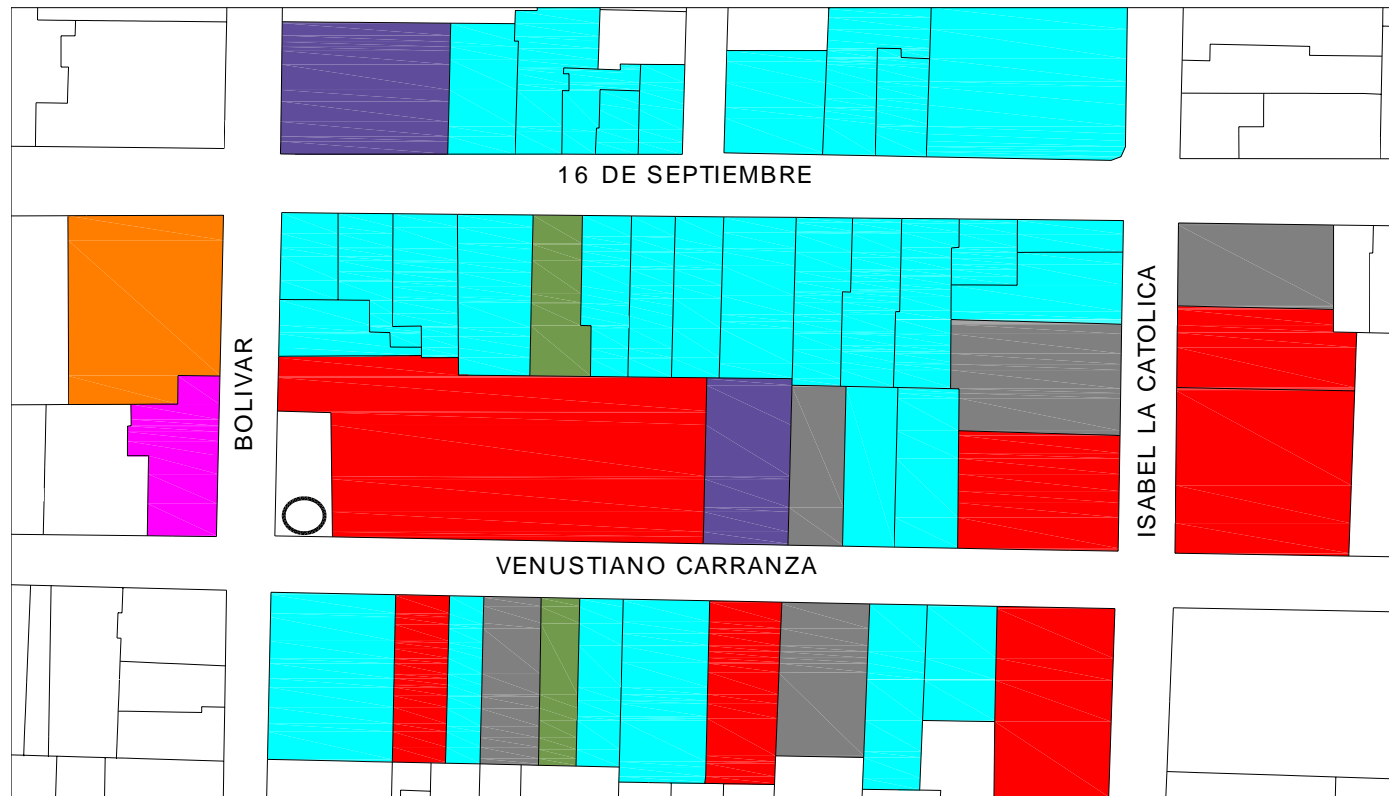 16 DE SEPTIEMBRE
BOLIVAR
ISABEL LA CATOLICA
VENUSTIANO CARRANZA